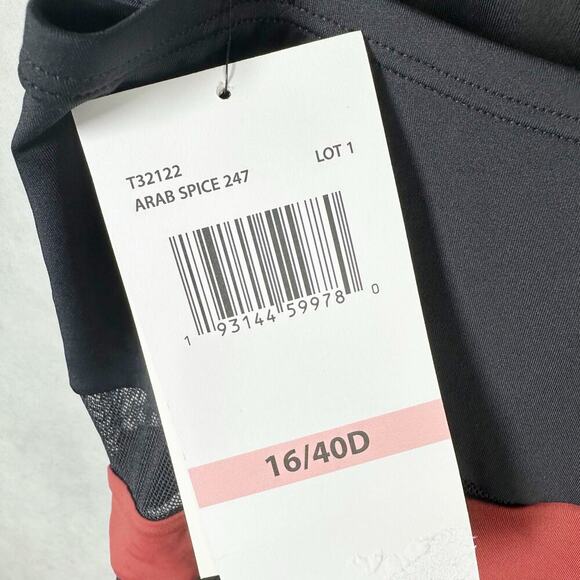 T32122 LOT 1
ARAB SPICE 247
1 93144 59978 0
16/40D